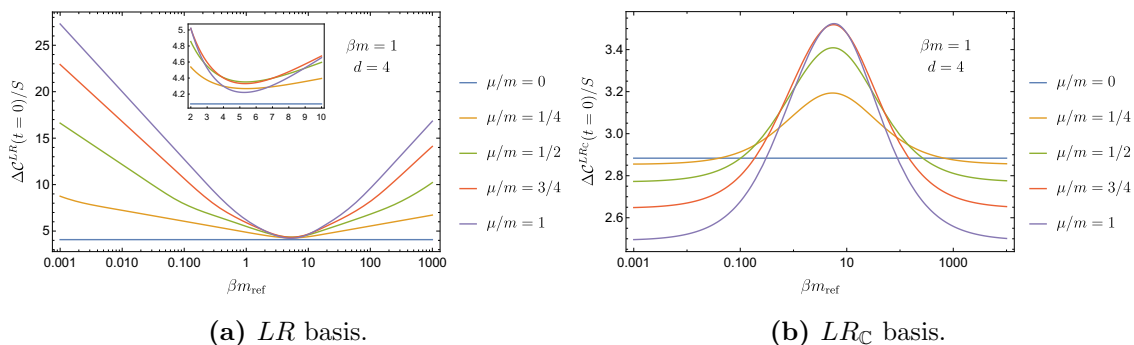 ΔC^{LR}(t = 0)/S
25
20
15
10
5
5.
4.8
4.6
4.4
4.2
2 3 4 5 6 7 8 9 10
βm = 1
d = 4
0.001 0.010 0.100 1 5 10 100 1000
βm_ref
μ/m = 0
μ/m = 1/4
μ/m = 1/2
μ/m = 3/4
μ/m = 1
(a) LR basis.
ΔC^{LR_ℂ}(t = 0)/S
3.4
3.2
3.0
2.8
2.6
βm = 1
d = 4
0.001 0.100 10 1000
βm_ref
μ/m = 0
μ/m = 1/4
μ/m = 1/2
μ/m = 3/4
μ/m = 1
(b) LR_ℂ basis.